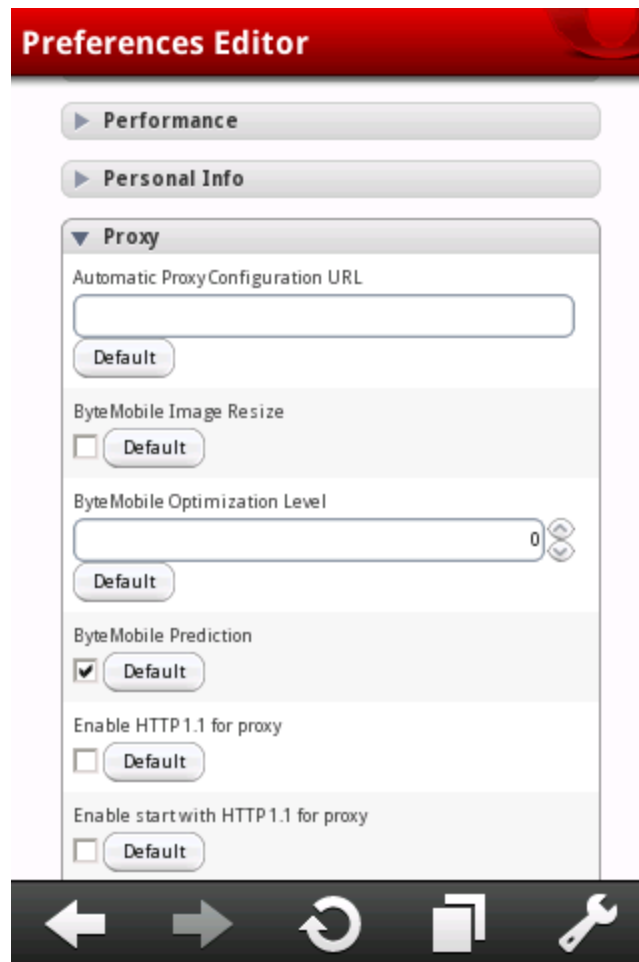 Preferences Editor
Performance
Personal Info
Proxy
Automatic Proxy Configuration URL
Default
ByteMobile Image Resize
Default
ByteMobile Optimization Level
0
Default
ByteMobile Prediction
Default
Enable HTTP 1.1 for proxy
Default
Enable start with HTTP 1.1 for proxy
Default